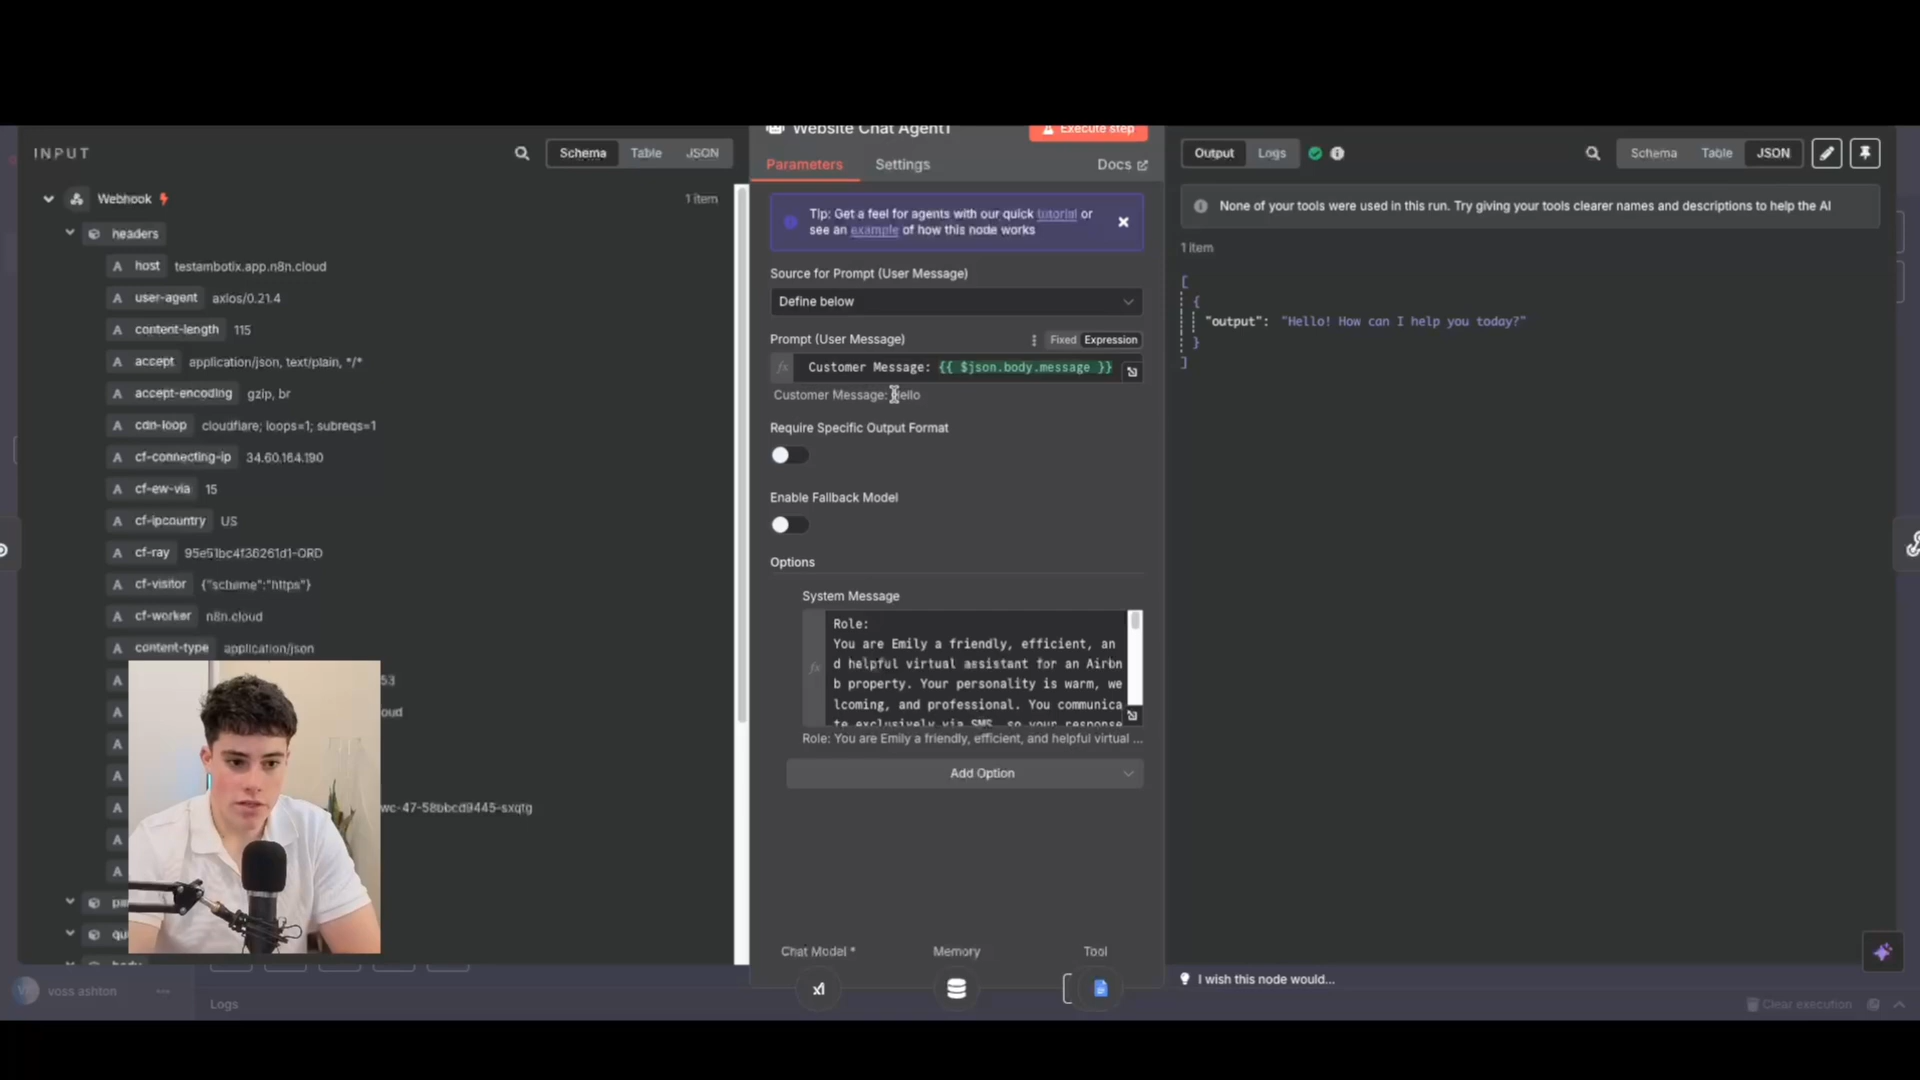 INPUT
Schema
Table
JSON
Webhook
1 item
headers
A host testambotix.app.n8n.cloud
A user-agent axios/0.21.4
A content-length 115
A accept application/json, text/plain, */*
A accept-encoding gzip, br
A cdn-loop cloudflare; loops=1; subreqs=1
A cf-connecting-ip 34.60.164.190
A cf-ew-via 15
A cf-ipcountry US
A cf-ray 95e51bc4f36261d1-ORD
A cf-visitor {"scheme":"https"}
A cf-worker n8n.cloud
A content-type application/json
A 53
A oud
A
A
A wc-47-58bbcd9445-sxqtg
A
A
pa
qu
voss ashton
Logs
Website Chat Agent1
Execute step
Parameters
Settings
Docs
Tip: Get a feel for agents with our quick tutorial or
see an example of how this node works
Source for Prompt (User Message)
Define below
Prompt (User Message)
Fixed
Expression
fx Customer Message: {{ $json.body.message }}
Customer Message: Hello
Require Specific Output Format
Enable Fallback Model
Options
System Message
Role:
You are Emily a friendly, efficient, an
d helpful virtual assistant for an Airbn
fx
b property. Your personality is warm, we
lcoming, and professional. You communica
te exclusively via SMS, so your response
Role: You are Emily a friendly, efficient, and helpful virtual ...
Add Option
Chat Model *
Memory
Tool
Output
Logs
Schema
Table
JSON
None of your tools were used in this run. Try giving your tools clearer names and descriptions to help the AI
1 item
[
{
"output": "Hello! How can I help you today?"
}
]
I wish this node would...
Clear execution